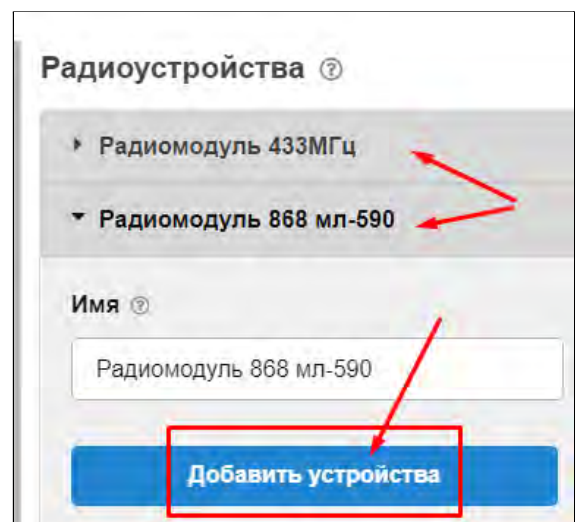 Радиоустройства ?
Радиомодуль 433МГц
Радиомодуль 868 мл-590
Имя ?
Радиомодуль 868 мл-590
Добавить устройства